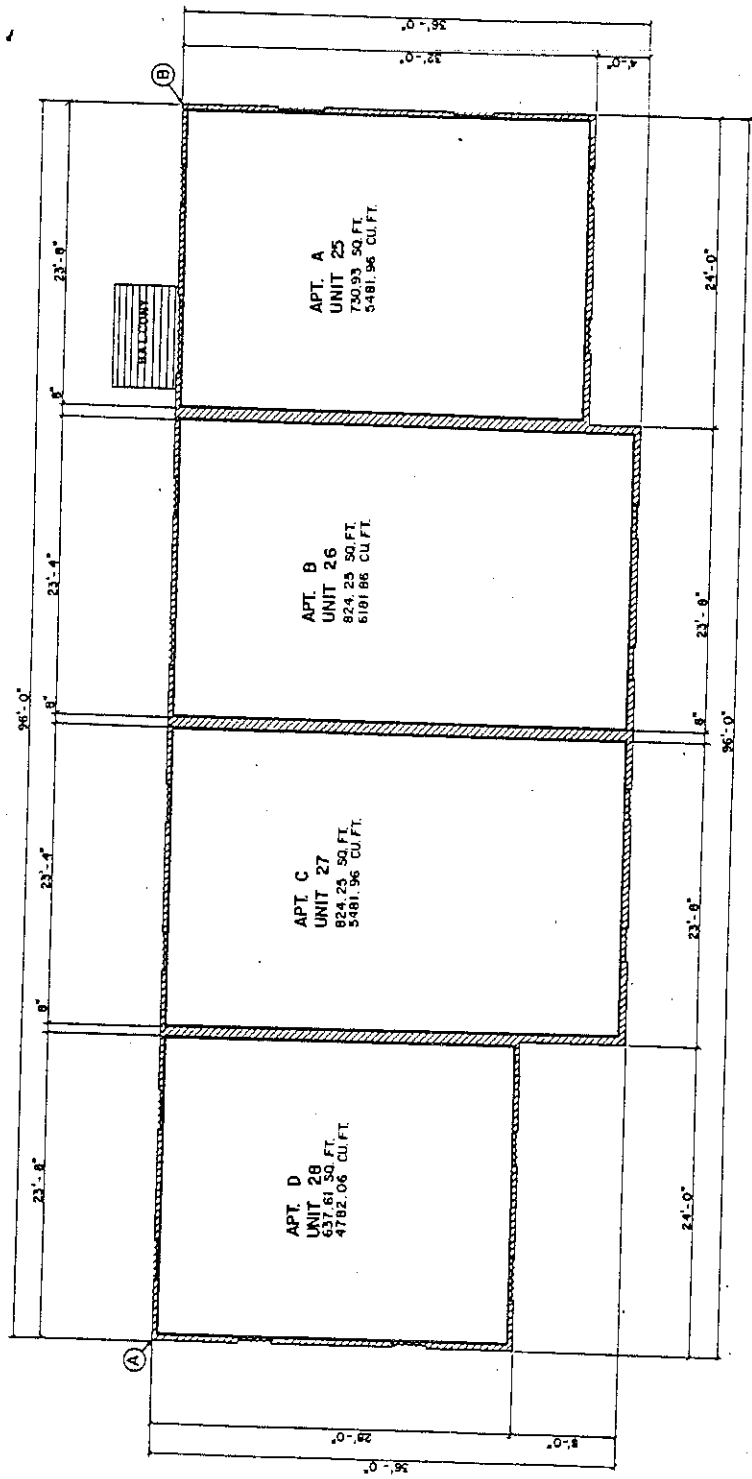 96'-0"
23'-8"
8"
23'-4"
8"
23'-4"
8"
23'-8"
A
B
BALCONY
APT. D
UNIT 28
637.61 SQ. FT.
4782.06 CU. FT.
APT. C
UNIT 27
824.25 SQ. FT.
5481.96 CU. FT.
APT. B
UNIT 26
824.25 SQ. FT.
6181.86 CU. FT.
APT. A
UNIT 25
730.93 SQ. FT.
5481.96 CU. FT.
36'-0"
28'-0"
8'-0"
36'-0"
32'-0"
4'-0"
24'-0"
23'-8"
8"
23'-8"
24'-0"
96'-0"